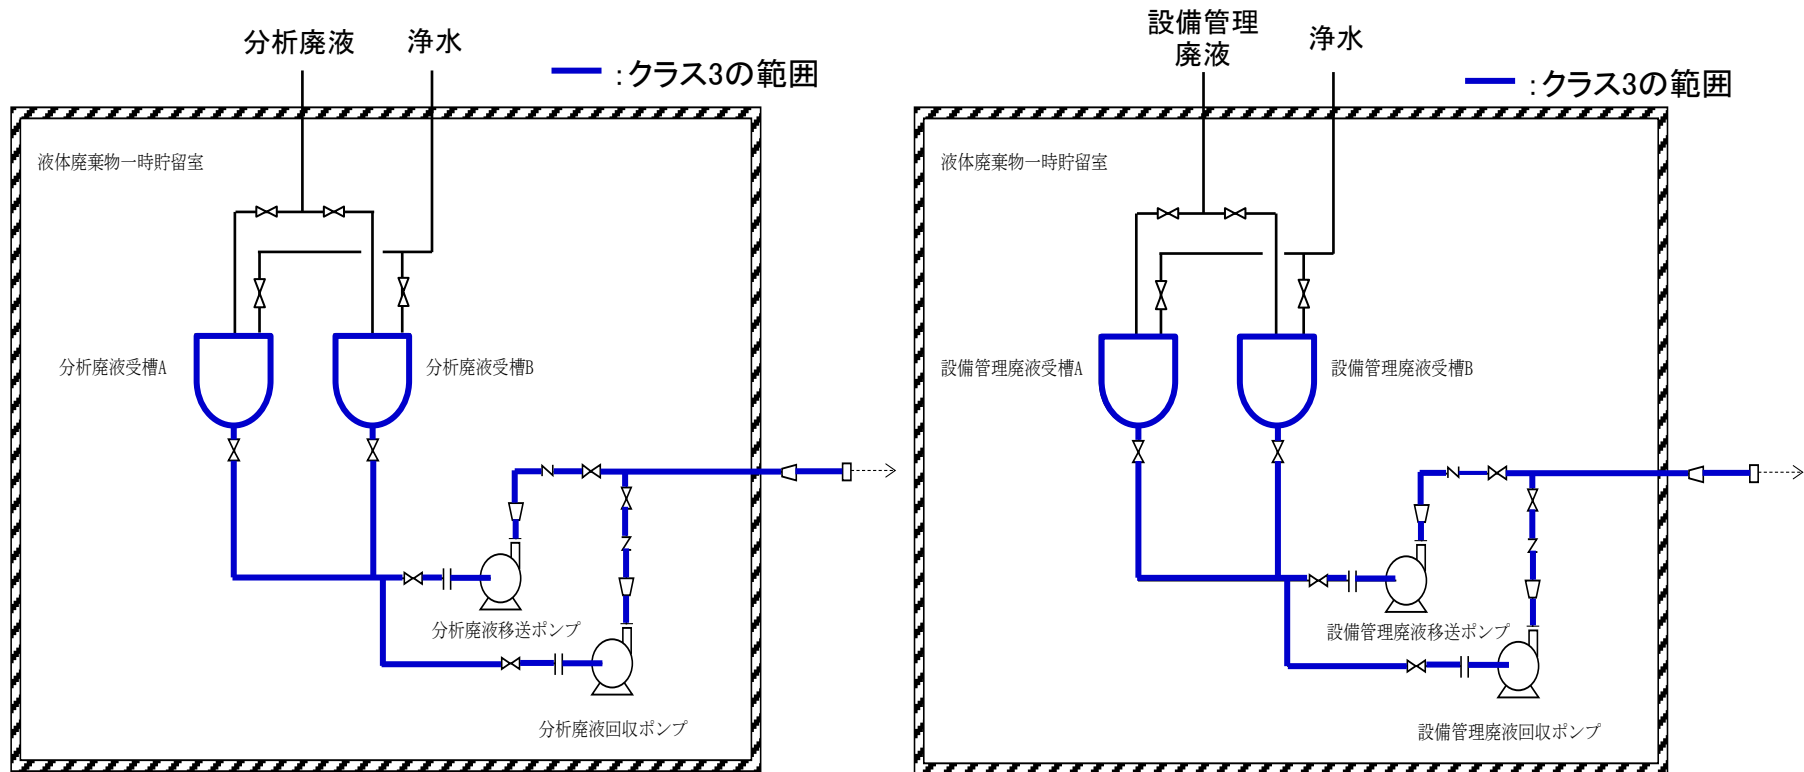 分析廃液
浄水
：クラス3の範囲
液体廃棄物一時貯留室
分析廃液受槽A
分析廃液受槽B
分析廃液移送ポンプ
分析廃液回収ポンプ
設備管理
廃液
浄水
：クラス3の範囲
液体廃棄物一時貯留室
設備管理廃液受槽A
設備管理廃液受槽B
設備管理廃液移送ポンプ
設備管理廃液回収ポンプ